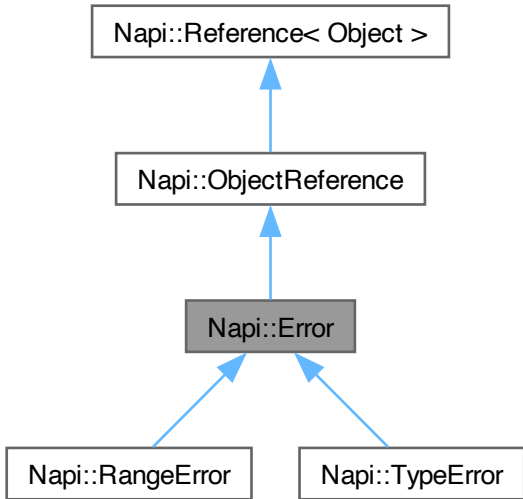 Napi::Reference< Object >
Napi::ObjectReference
Napi::Error
Napi::RangeError
Napi::TypeError